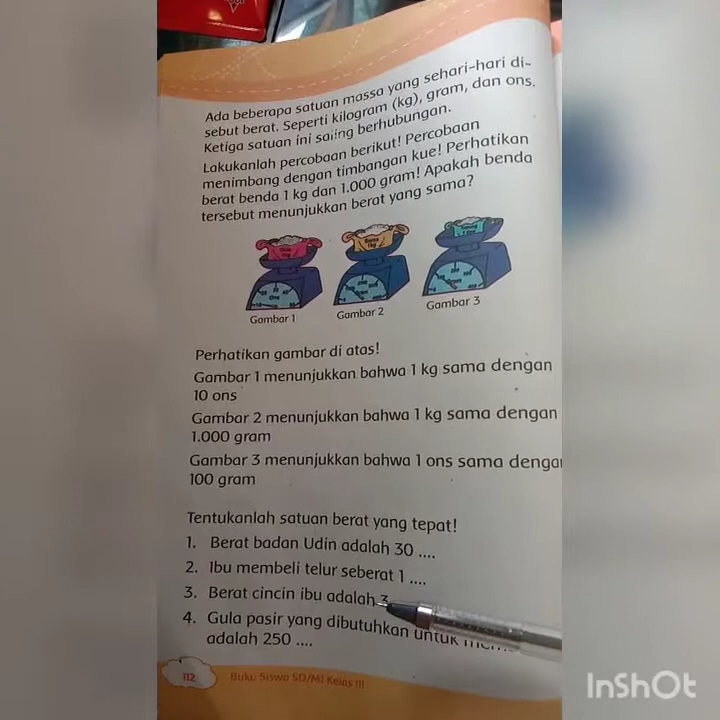 Ada beberapa satuan massa yang sehari-hari di-
sebut berat. Seperti kilogram (kg), gram, dan ons.
Ketiga satuan ini saling berhubungan.
Lakukanlah percobaan berikut! Percobaan
menimbang dengan timbangan kue! Perhatikan
berat benda 1 kg dan 1.000 gram! Apakah benda
tersebut menunjukkan berat yang sama?
Gambar 1
Gambar 2
Gambar 3
Perhatikan gambar di atas!
Gambar 1 menunjukkan bahwa 1 kg sama dengan
10 ons
Gambar 2 menunjukkan bahwa 1 kg sama dengan
1.000 gram
Gambar 3 menunjukkan bahwa 1 ons sama denga
100 gram
Tentukanlah satuan berat yang tepat!
1. Berat badan Udin adalah 30 ....
2. Ibu membeli telur seberat 1 ....
3. Berat cincin ibu adalah 3
4. Gula pasir yang dibutuhkan untuk
adalah 250 ....
112 Buku Siswa SD/MI Kelas III
InShOt